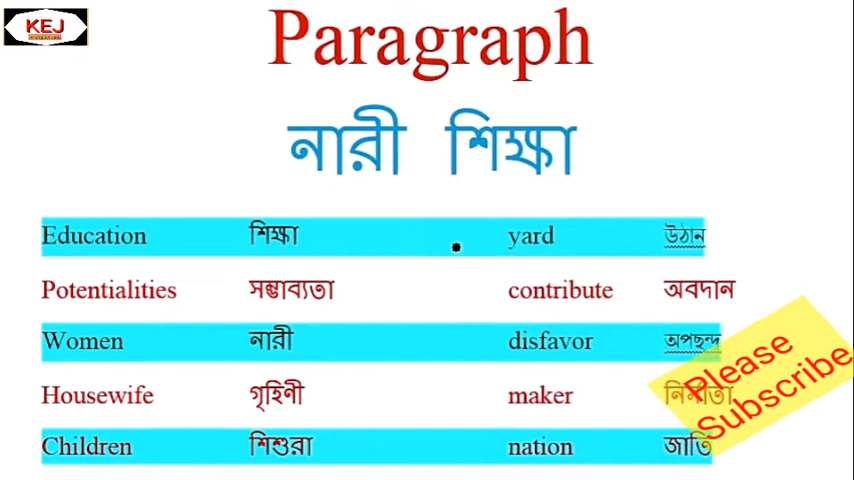 KEJ
Paragraph
নারী শিক্ষা
Education শিক্ষা yard উঠান
Potentialities সম্ভাব্যতা contribute অবদান
Women নারী disfavor অপছন্দ
Housewife গৃহিণী maker নির্মাতা
Children শিশুরা nation জাতি
Please
Subscribe